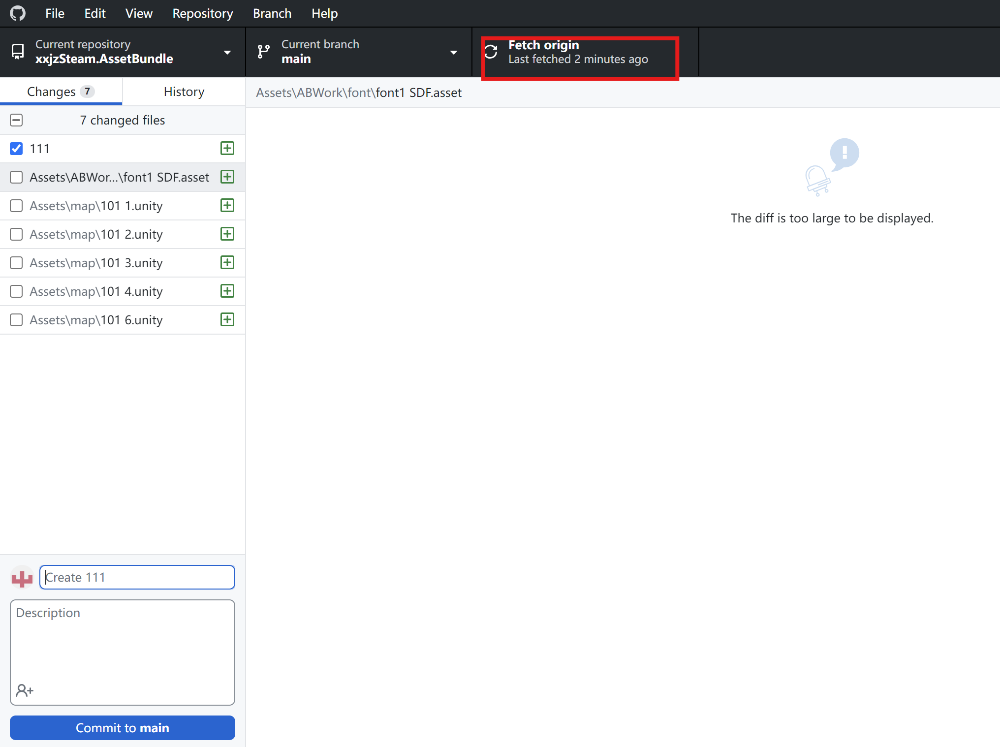 File Edit View Repository Branch Help
Current repository
xxjzSteam.AssetBundle
Current branch
main
Fetch origin
Last fetched 2 minutes ago
Changes 7
History
Assets\ABWork\font\font1 SDF.asset
7 changed files
111
Assets\ABWor...\font1 SDF.asset
Assets\map\101 1.unity
Assets\map\101 2.unity
Assets\map\101 3.unity
Assets\map\101 4.unity
Assets\map\101 6.unity
The diff is too large to be displayed.
Create 111
Description
Commit to main